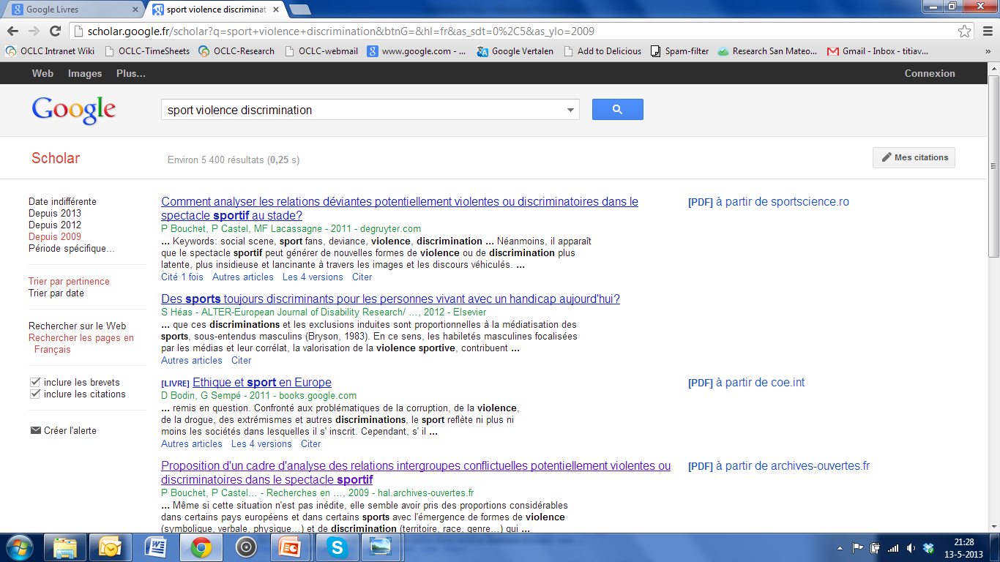 Google Livres
sport violence discriminat
scholar.google.fr/scholar?q=sport+violence+discrimination&btnG=&hl=fr&as_sdt=0%2C5&as_ylo=2009
OCLC Intranet Wiki OCLC-TimeSheets OCLC-Research OCLC-webmail www.google.com - ... Google Vertalen Add to Delicious Spam-filter Research San Mateo... Gmail - Inbox - titiav... »
Web Images Plus... Connexion
Google
sport violence discrimination
Scholar
Environ 5 400 résultats (0,25 s)
Mes citations
Date indifférente
Depuis 2013
Depuis 2012
Depuis 2009
Période spécifique...
Trier par pertinence
Trier par date
Rechercher sur le Web
Rechercher les pages en
Français
inclure les brevets
inclure les citations
Créer l'alerte
Comment analyser les relations déviantes potentiellement violentes ou discriminatoires dans le
spectacle sportif au stade?
P Bouchet, P Castel, MF Lacassagne - 2011 - degruyter.com
... Keywords: social scene, sport fans, deviance, violence, discrimination ... Néanmoins, il apparaît
que le spectacle sportif peut générer de nouvelles formes de violence ou de discrimination plus
latente, plus insidieuse et lancinante à travers les images et les discours véhiculés. ...
Cité 1 fois Autres articles Les 4 versions Citer
[PDF] à partir de sportscience.ro
Des sports toujours discriminants pour les personnes vivant avec un handicap aujourd'hui?
S Héas - ALTER-European Journal of Disability Research/ ..., 2012 - Elsevier
... que ces discriminations et les exclusions induites sont proportionnelles à la médiatisation des
sports, sous-entendus masculins (Bryson, 1983). En ce sens, les habiletés masculines focalisées
par les médias et leur corrélat, la valorisation de la violence sportive, contribuent ...
Autres articles Citer
[LIVRE] Ethique et sport en Europe
D Bodin, G Sempé - 2011 - books.google.com
... remis en question. Confronté aux problématiques de la corruption, de la violence,
de la drogue, des extrémismes et autres discriminations, le sport reflète ni plus ni
moins les sociétés dans lesquelles il s' inscrit. Cependant, s' il ...
Autres articles Les 4 versions Citer
[PDF] à partir de coe.int
Proposition d'un cadre d'analyse des relations intergroupes conflictuelles potentiellement violentes ou
discriminatoires dans le spectacle sportif
P Bouchet, P Castel... - Recherches en ..., 2009 - hal.archives-ouvertes.fr
... Même si cette situation n'est pas inédite, elle semble avoir pris des proportions considérables
dans certains pays européens et dans certains sports avec l'émergence de formes de violence
(symbolique, verbale, physique...) et de discrimination (territoire, race, genre...) qui ...
[PDF] à partir de archives-ouvertes.fr
21:28
13-5-2013